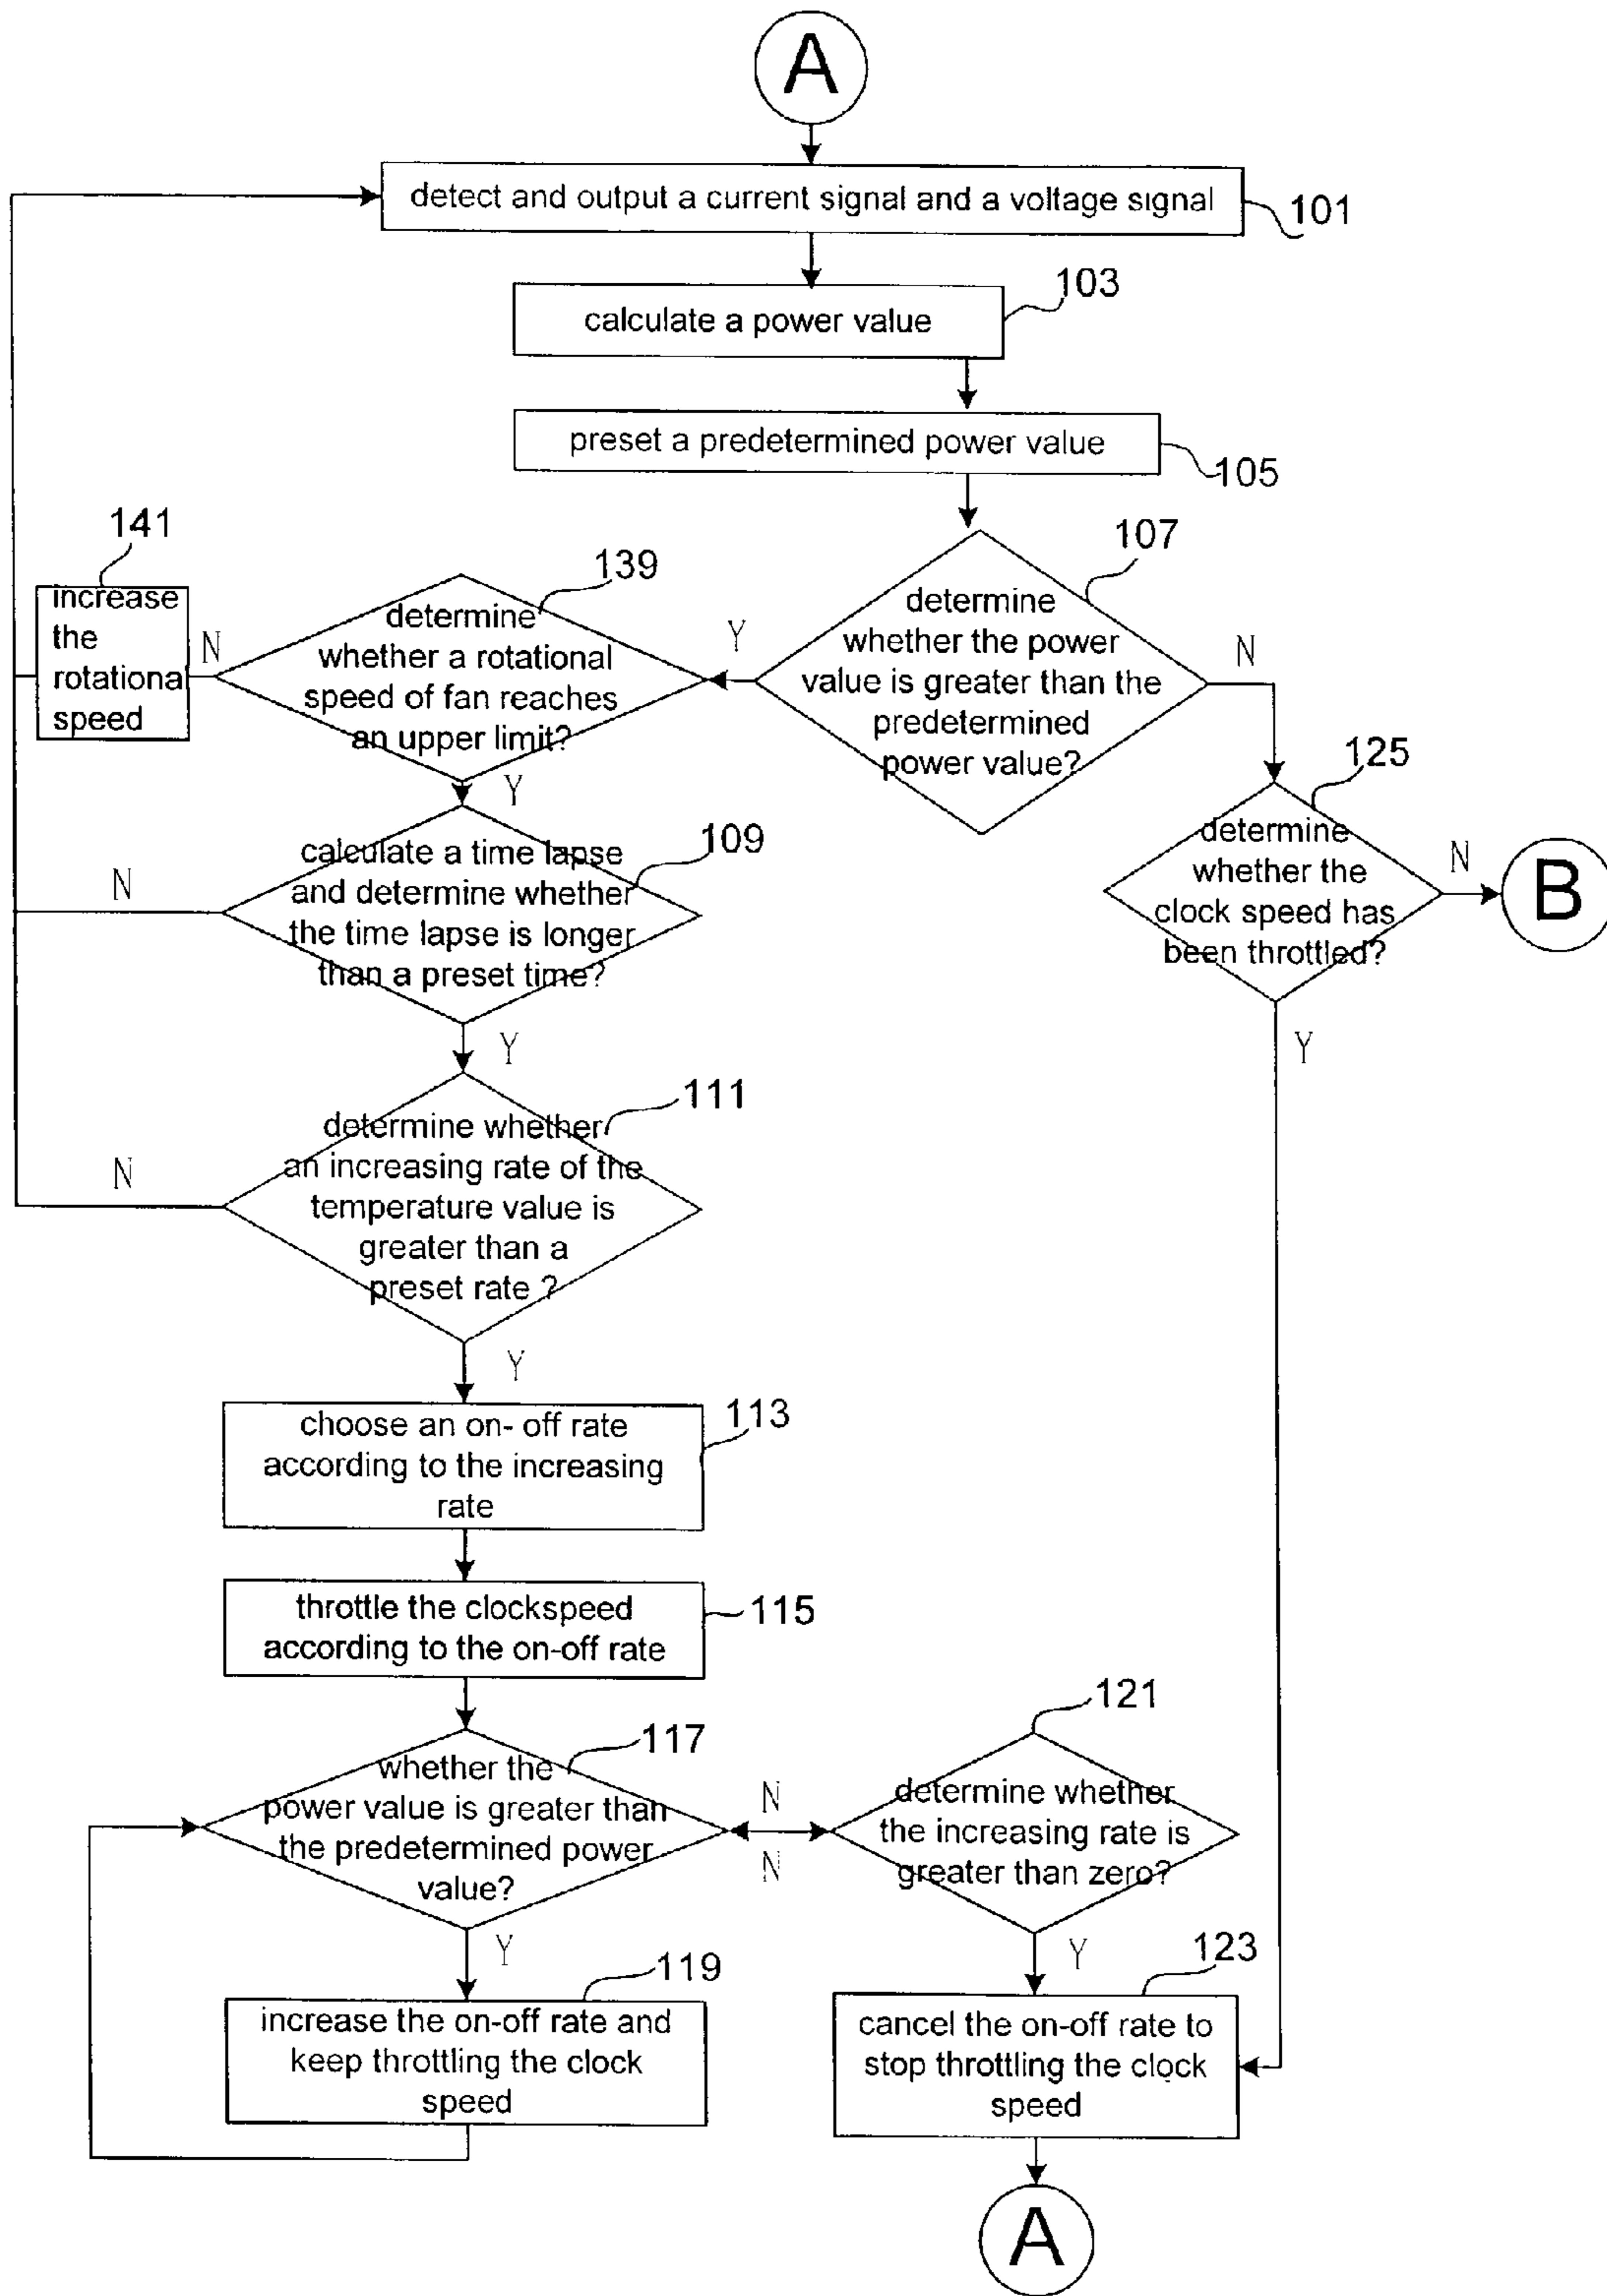 A
detect and output a current signal and a voltage signal
101
103
calculate a power value
preset a predetermined power value
105
141
increase
the
rotational
speed
N
139
determine
whether a rotational
speed of fan reaches
an upper limit?
Y
Y
107
determine
whether the power
value is greater than the
predetermined
power value?
N
125
determine
whether the
clock speed has
been throttled?
N
B
Y
109
calculate a time lapse
and determine whether
the time lapse is longer
than a preset time?
N
Y
111
determine whether
an increasing rate of the
temperature value is
greater than a
preset rate ?
N
Y
113
choose an on- off rate
according to the increasing
rate
throttle the clockspeed
according to the on-off rate
115
117
whether the
power value is greater than
the predetermined power
value?
N
N
121
determine whether
the increasing rate is
greater than zero?
Y
Y
119
increase the on-off rate and
keep throttling the clock
speed
123
cancel the on-off rate to
stop throttling the clock
speed
A